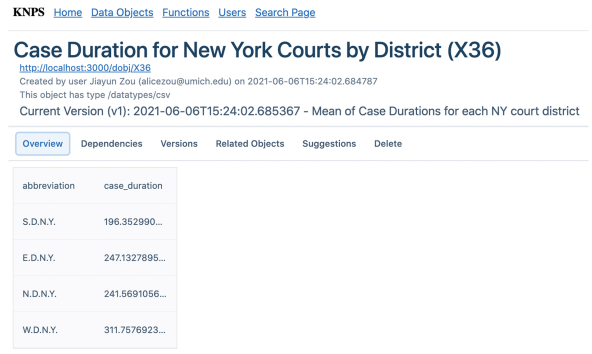 KNPS Home Data Objects Functions Users Search Page
Case Duration for New York Courts by District (X36)
http://localhost:3000/dobj/X36
Created by user Jiayun Zou (alicezou@umich.edu) on 2021-06-06T15:24:02.684787
This object has type /datatypes/csv
Current Version (v1): 2021-06-06T15:24:02.685367 - Mean of Case Durations for each NY court district
Overview Dependencies Versions Related Objects Suggestions Delete
abbreviation case_duration
S.D.N.Y. 196.352990...
E.D.N.Y. 247.1327895...
N.D.N.Y. 241.5691056...
W.D.N.Y. 311.7576923...